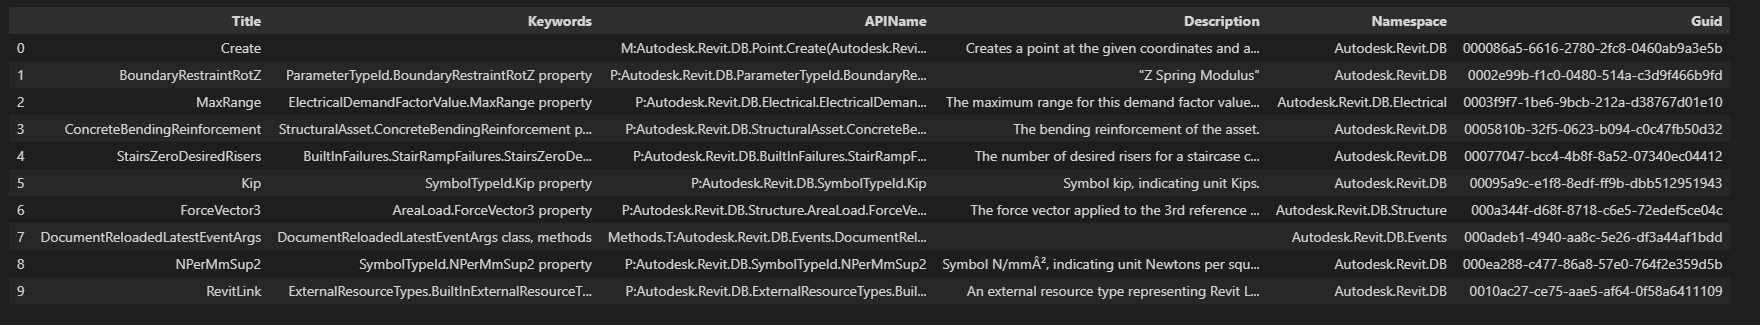 Title Keywords APIName Description Namespace Guid
0 Create M:Autodesk.Revit.DB.Point.Create(Autodesk.Revi... Creates a point at the given coordinates and a... Autodesk.Revit.DB 000086a5-6616-2780-2fc8-0460ab9a3e5b
1 BoundaryRestraintRotZ ParameterTypeId.BoundaryRestraintRotZ property P:Autodesk.Revit.DB.ParameterTypeId.BoundaryRe... "Z Spring Modulus" Autodesk.Revit.DB 0002e99b-f1c0-0480-514a-c3d9f466b9fd
2 MaxRange ElectricalDemandFactorValue.MaxRange property P:Autodesk.Revit.DB.Electrical.ElectricalDeman... The maximum range for this demand factor value... Autodesk.Revit.DB.Electrical 0003f9f7-1be6-9bcb-212a-d38767d01e10
3 ConcreteBendingReinforcement StructuralAsset.ConcreteBendingReinforcement p... P:Autodesk.Revit.DB.StructuralAsset.ConcreteBe... The bending reinforcement of the asset. Autodesk.Revit.DB 0005810b-32f5-0623-b094-c0c47fb50d32
4 StairsZeroDesiredRisers BuiltInFailures.StairRampFailures.StairsZeroDe... P:Autodesk.Revit.DB.BuiltInFailures.StairRampF... The number of desired risers for a staircase c... Autodesk.Revit.DB 00077047-bcc4-4b8f-8a52-07340ec04412
5 Kip SymbolTypeId.Kip property P:Autodesk.Revit.DB.SymbolTypeId.Kip Symbol kip, indicating unit Kips. Autodesk.Revit.DB 00095a9c-e1f8-8edf-ff9b-dbb512951943
6 ForceVector3 AreaLoad.ForceVector3 property P:Autodesk.Revit.DB.Structure.AreaLoad.ForceVe... The force vector applied to the 3rd reference ... Autodesk.Revit.DB.Structure 000a344f-d68f-8718-c6e5-72edef5ce04c
7 DocumentReloadedLatestEventArgs DocumentReloadedLatestEventArgs class, methods Methods.T:Autodesk.Revit.DB.Events.DocumentRel... Autodesk.Revit.DB.Events 000adeb1-4940-aa8c-5e26-df3a44af1bdd
8 NPerMmSup2 SymbolTypeId.NPerMmSup2 property P:Autodesk.Revit.DB.SymbolTypeId.NPerMmSup2 Symbol N/mmÂ², indicating unit Newtons per squ... Autodesk.Revit.DB 000ea288-c477-86a8-57e0-764f2e359d5b
9 RevitLink ExternalResourceTypes.BuiltInExternalResourceT... P:Autodesk.Revit.DB.ExternalResourceTypes.Buil... An external resource type representing Revit L... Autodesk.Revit.DB 0010ac27-ce75-aae5-af64-0f58a6411109